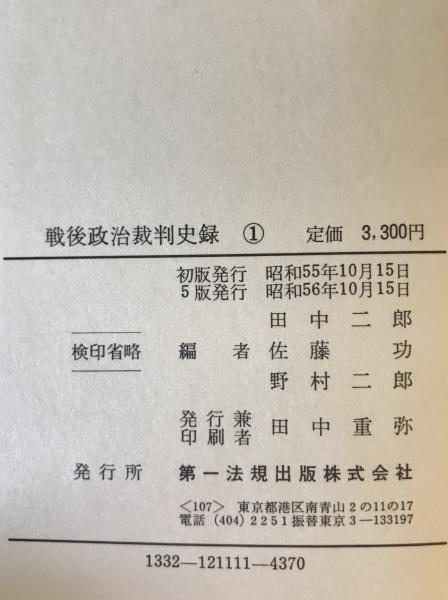 戦後政治裁判史録 ① 定価 3,300円
初版発行 昭和55年10月15日
5版発行 昭和56年10月15日
田中二郎
検印省略 編者 佐藤功
野村二郎
発行兼印刷者 田中重弥
発行所 第一法規出版株式会社
〈107〉 東京都港区南青山2の11の17
電話 (404) 2251 振替東京3―133197
1332―121111―4370